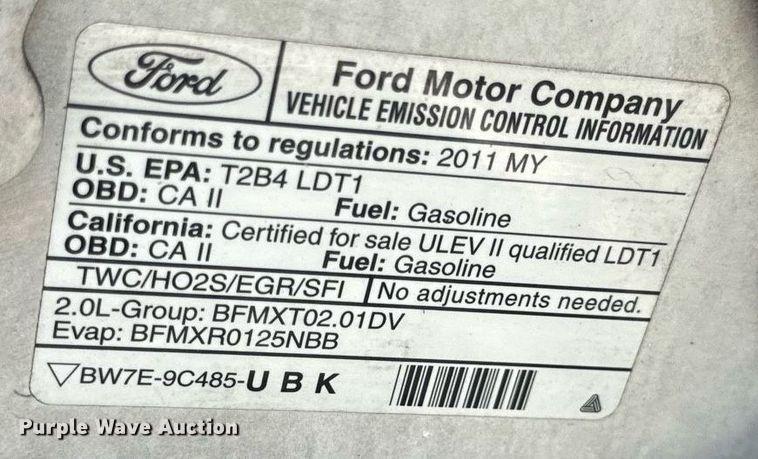 Ford
Ford Motor Company
VEHICLE EMISSION CONTROL INFORMATION
Conforms to regulations: 2011 MY
U.S. EPA: T2B4 LDT1
OBD: CA II Fuel: Gasoline
California: Certified for sale ULEV II qualified LDT1
OBD: CA II Fuel: Gasoline
TWC/HO2S/EGR/SFI No adjustments needed.
2.0L-Group: BFMXT02.01DV
Evap: BFMXR0125NBB
BW7E-9C485-U B K
Purple Wave Auction